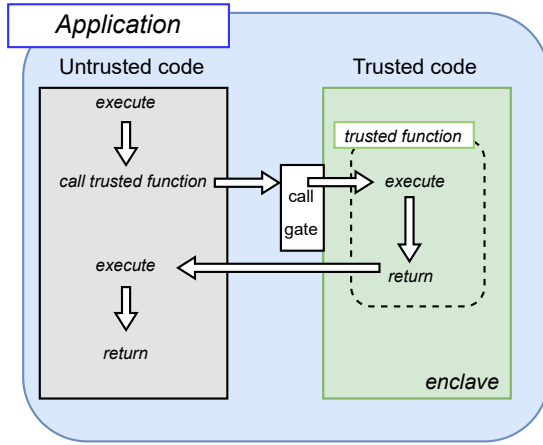 Application
Untrusted code
Trusted code
execute
trusted function
call trusted function
call
gate
execute
execute
return
return
enclave